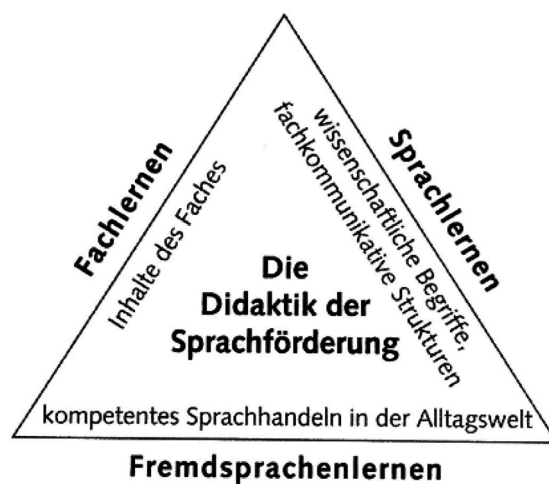 Fachlernen
Inhalte des Faches
Sprachlernen
wissenschaftliche Begriffe,
fachkommunikative Strukturen
Die
Didaktik der
Sprachförderung
kompetentes Sprachhandeln in der Alltagswelt
Fremdsprachenlernen